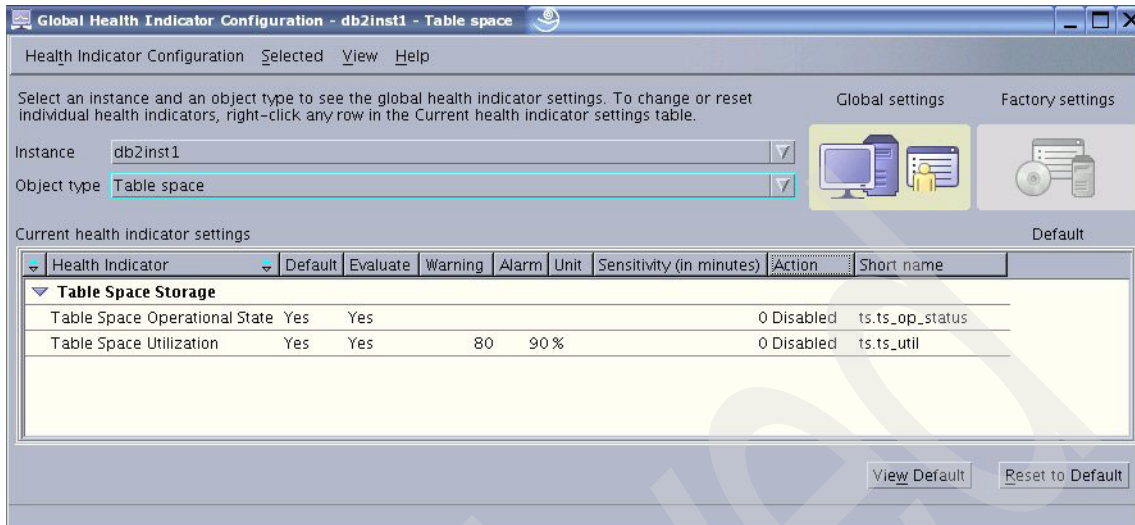 Global Health Indicator Configuration - db2inst1 - Table space
Health Indicator Configuration Selected View Help
Select an instance and an object type to see the global health indicator settings. To change or reset
individual health indicators, right-click any row in the Current health indicator settings table.
Global settings Factory settings
Instance db2inst1
Object type Table space
Current health indicator settings
Default
Health Indicator Default Evaluate Warning Alarm Unit Sensitivity (in minutes) Action Short name
Table Space Storage
Table Space Operational State Yes Yes 0 Disabled ts.ts_op_status
Table Space Utilization Yes Yes 80 90 % 0 Disabled ts.ts_util
View Default Reset to Default